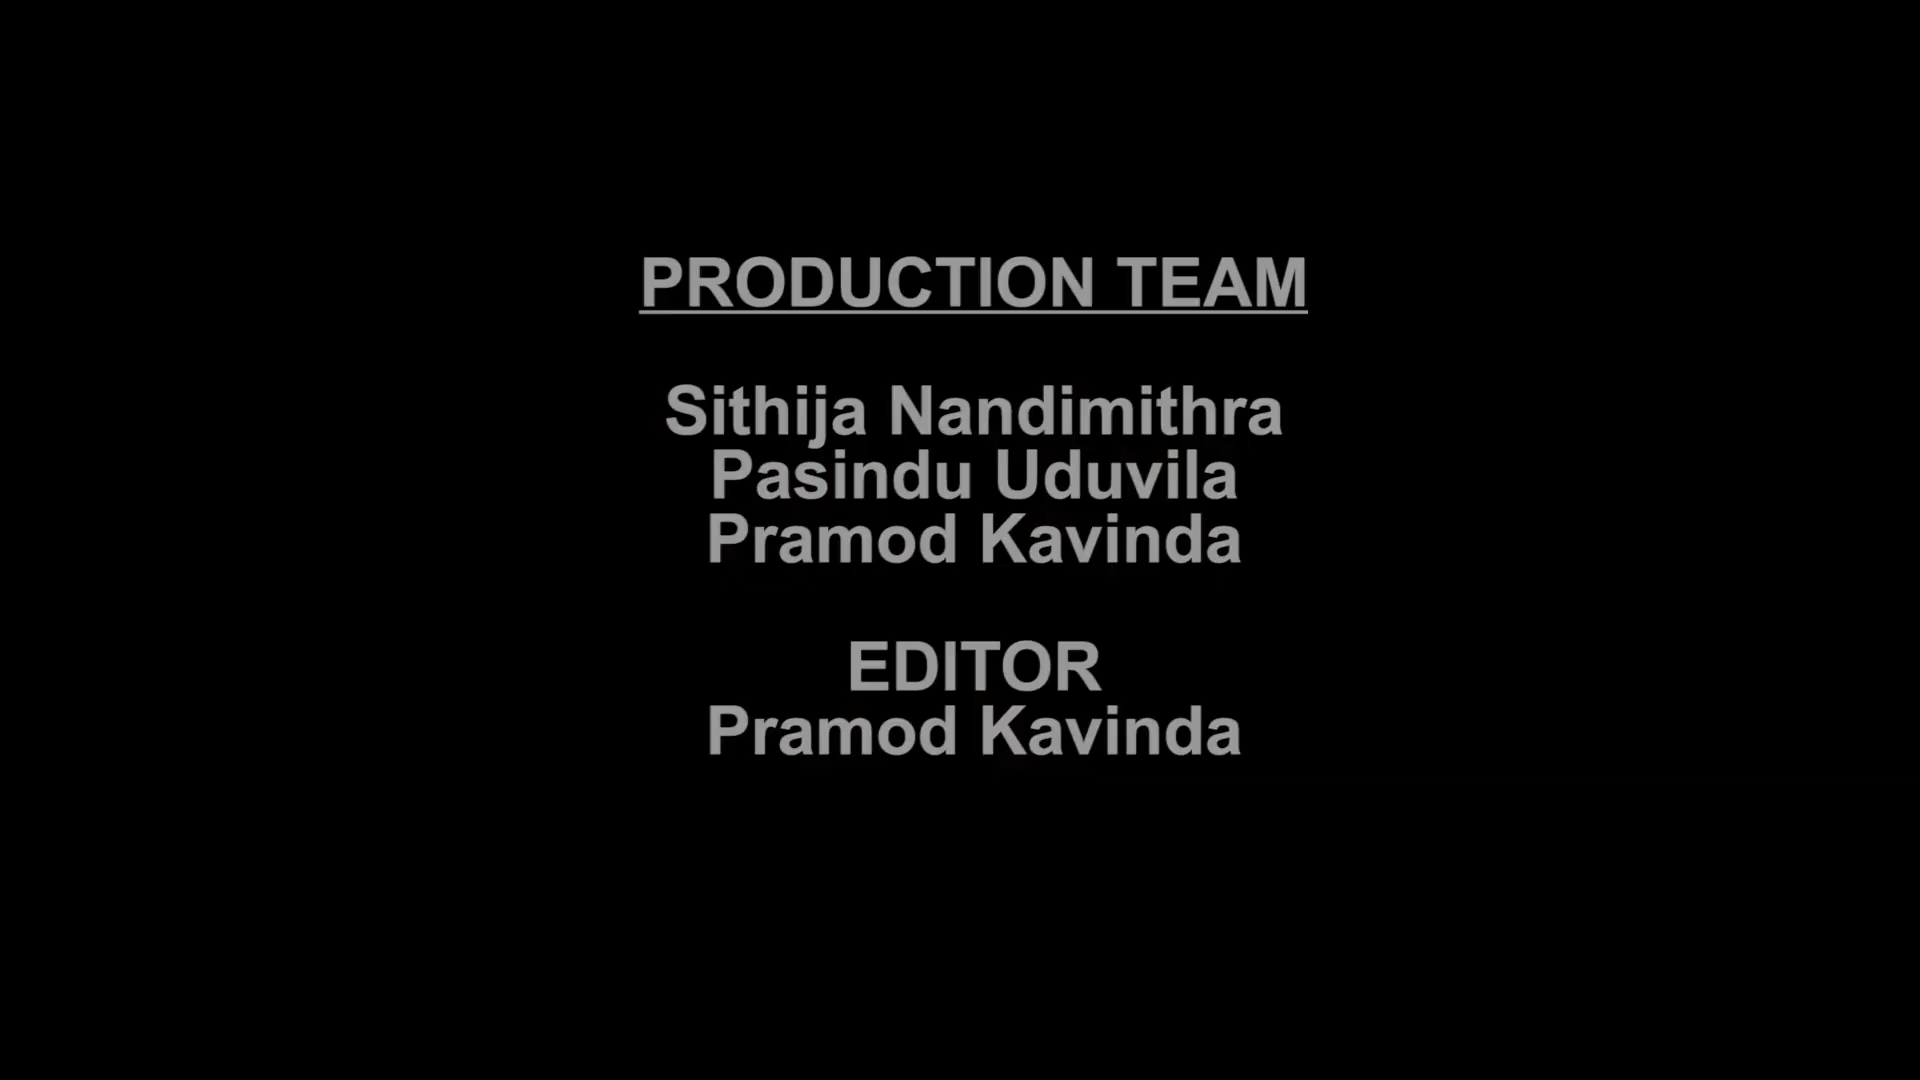 PRODUCTION TEAM
Sithija Nandimithra
Pasindu Uduvila
Pramod Kavinda
EDITOR
Pramod Kavinda